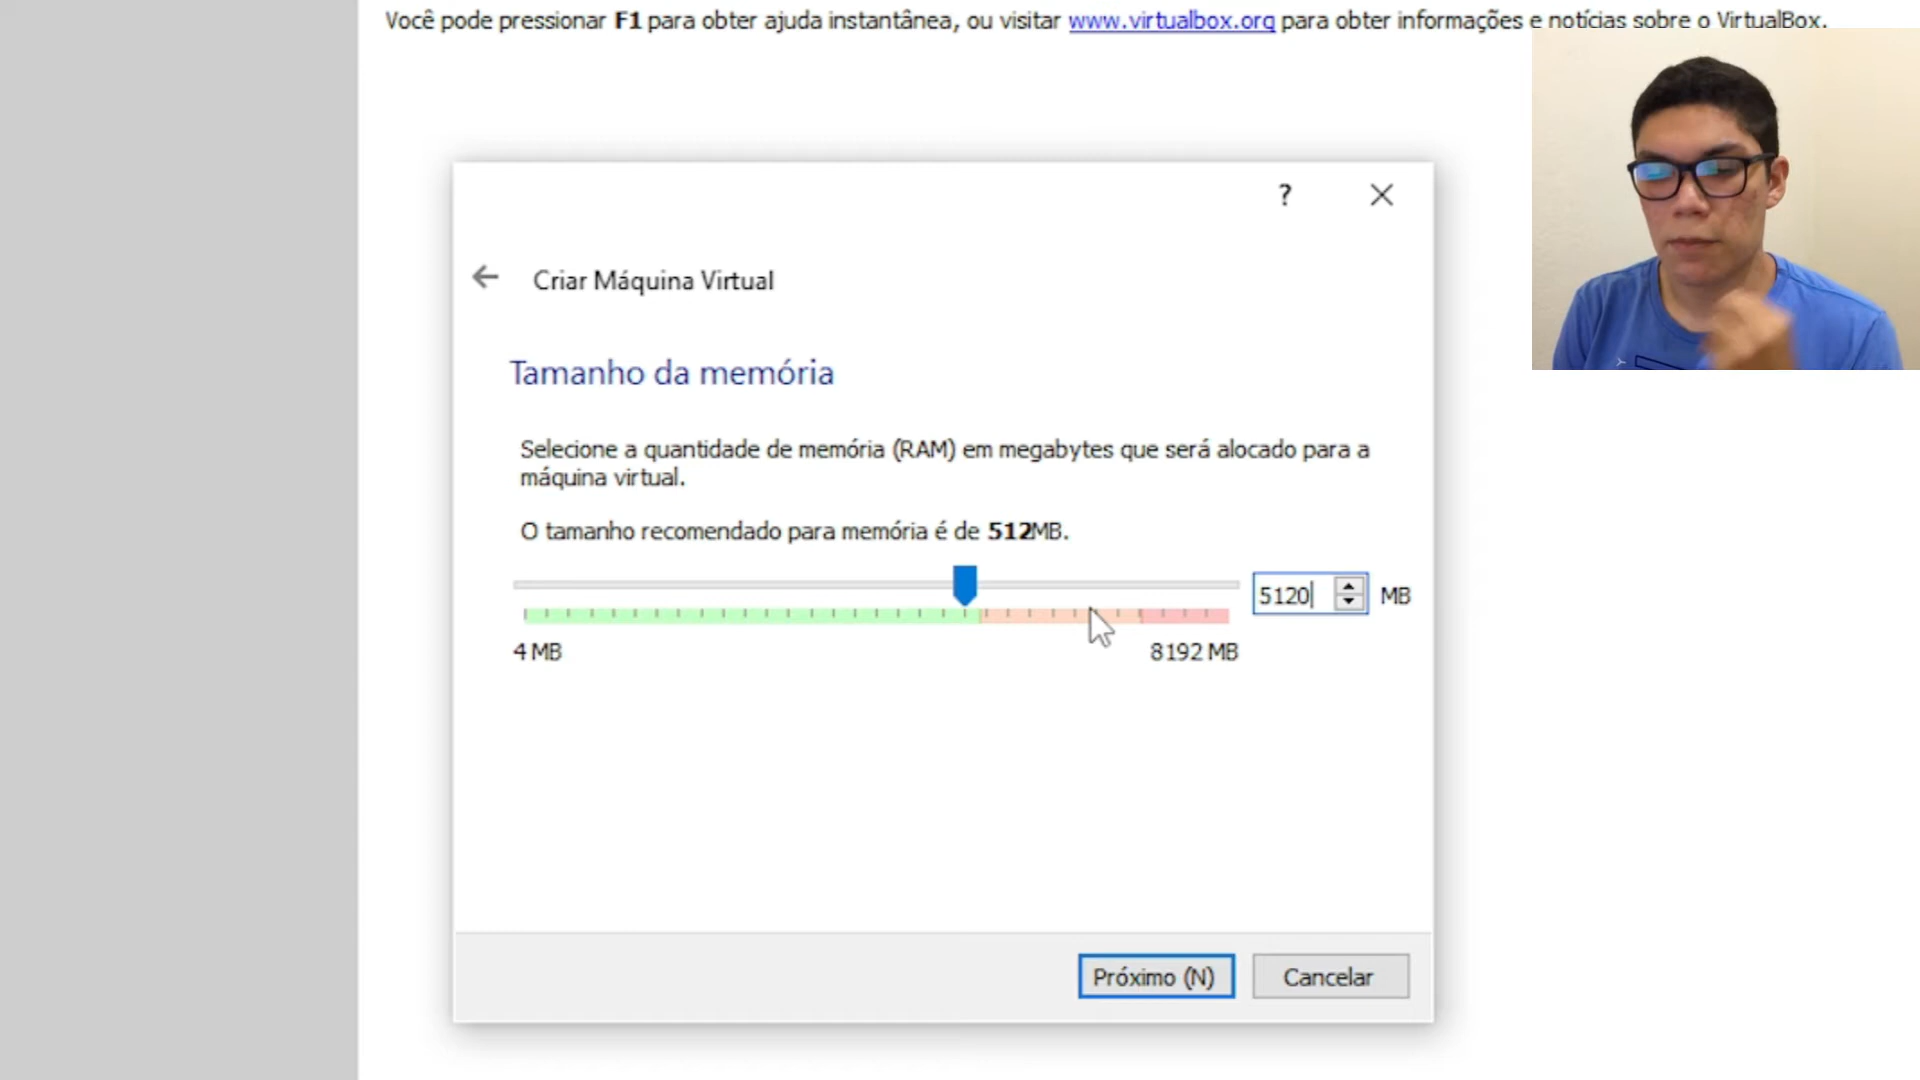 Você pode pressionar F1 para obter ajuda instantânea, ou visitar www.virtualbox.org para obter informações e notícias sobre o VirtualBox.
?
Criar Máquina Virtual
Tamanho da memória
Selecione a quantidade de memória (RAM) em megabytes que será alocado para a
máquina virtual.
O tamanho recomendado para memória é de 512MB.
5120 MB
4 MB 8192 MB
Próximo (N) Cancelar